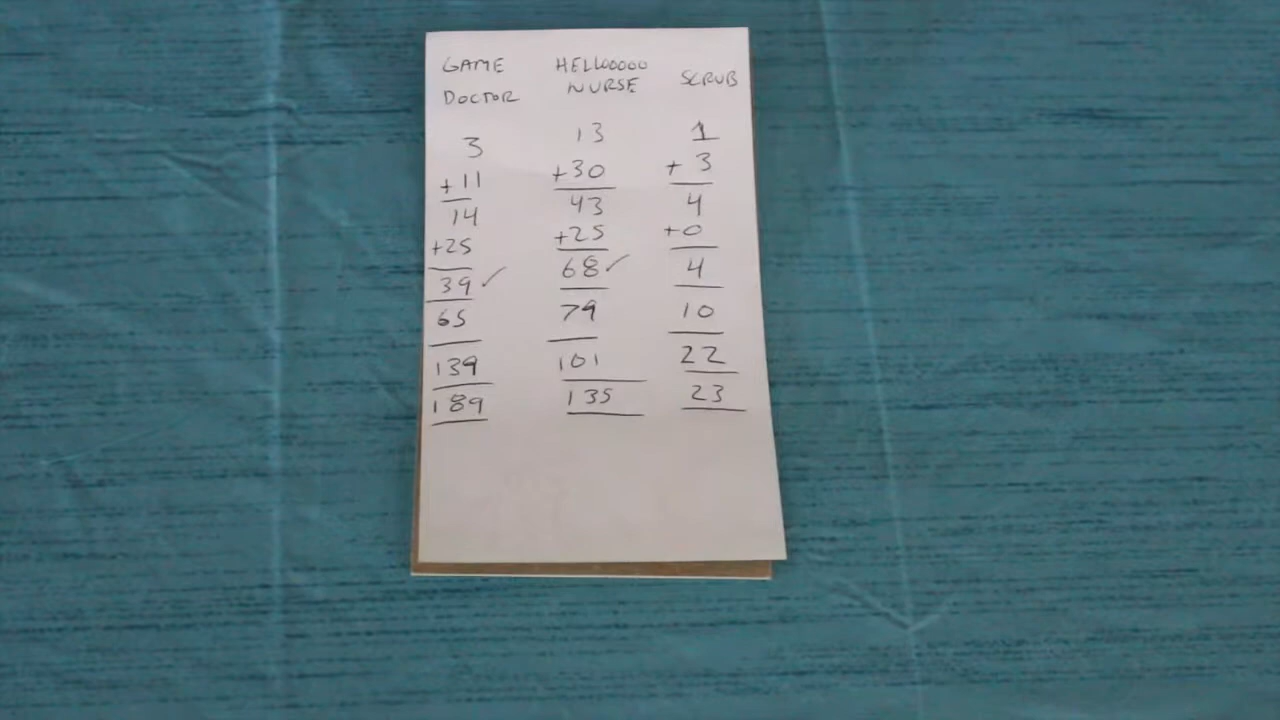 GAME HELLOOOOO SCRUB
DOCTOR NURSE
3 13 1
+11 +30 +3
14 43 4
+25 +25 +0
39✓ 68✓ 4
65 79 10
139 101 22
189 135 23